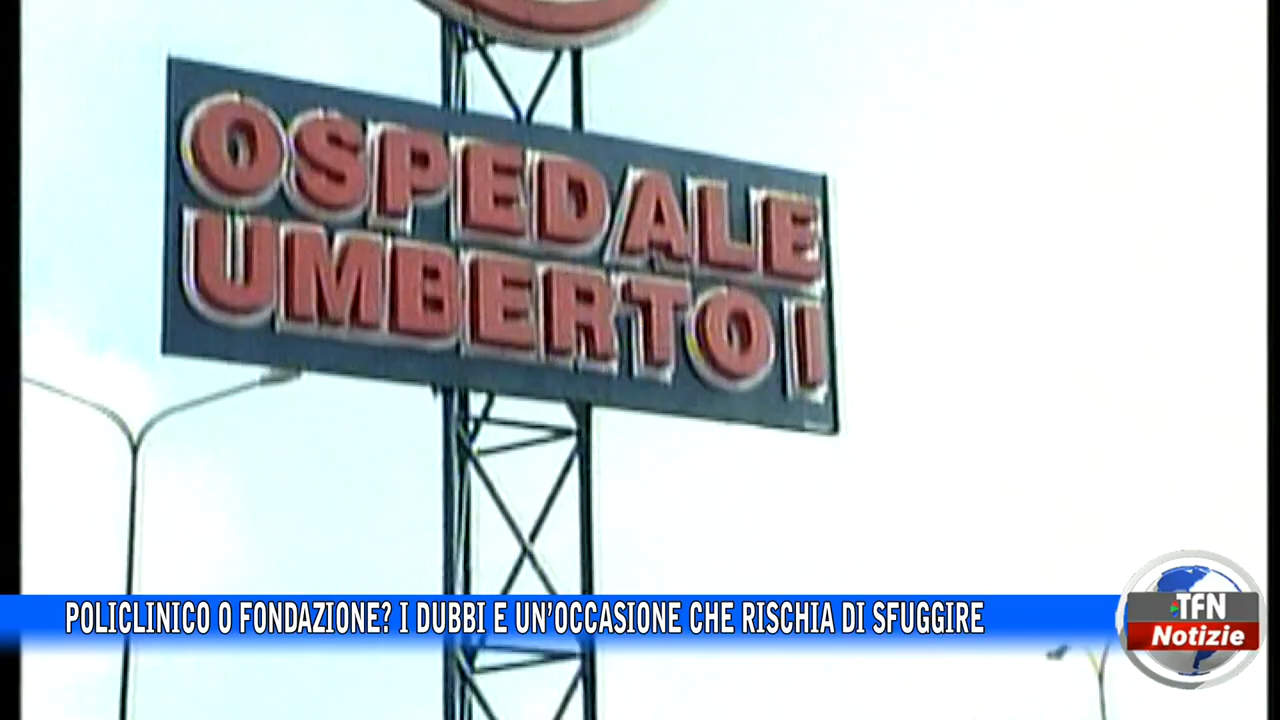 OSPEDALE
UMBERTO I
POLICLINICO O FONDAZIONE? I DUBBI E UN'OCCASIONE CHE RISCHIA DI SFUGGIRE
TFN
Notizie